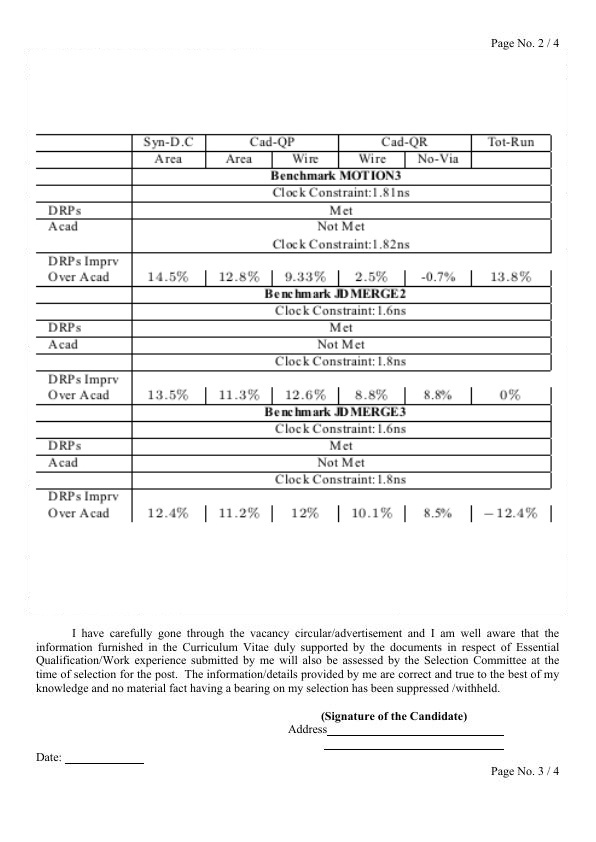 Page No. 2 / 4
Syn-D.C Cad-QP Cad-QR Tot-Run
Area Area Wire Wire No-Via
Benchmark MOTION3
Clock Constraint:1.81ns
DRPs Met
Acad Not Met
Clock Constraint:1.82ns
DRPs Imprv
Over Acad 14.5% 12.8% 9.33% 2.5% -0.7% 13.8%
Benchmark JDMERGE2
Clock Constraint:1.6ns
DRPs Met
Acad Not Met
Clock Constraint:1.8ns
DRPs Imprv
Over Acad 13.5% 11.3% 12.6% 8.8% 8.8% 0%
Benchmark JDMERGE3
Clock Constraint:1.6ns
DRPs Met
Acad Not Met
Clock Constraint:1.8ns
DRPs Imprv
Over Acad 12.4% 11.2% 12% 10.1% 8.5% −12.4%
I have carefully gone through the vacancy circular/advertisement and I am well aware that the
information furnished in the Curriculum Vitae duly supported by the documents in respect of Essential
Qualification/Work experience submitted by me will also be assessed by the Selection Committee at the
time of selection for the post. The information/details provided by me are correct and true to the best of my
knowledge and no material fact having a bearing on my selection has been suppressed /withheld.
(Signature of the Candidate)
Address
Date:
Page No. 3 / 4